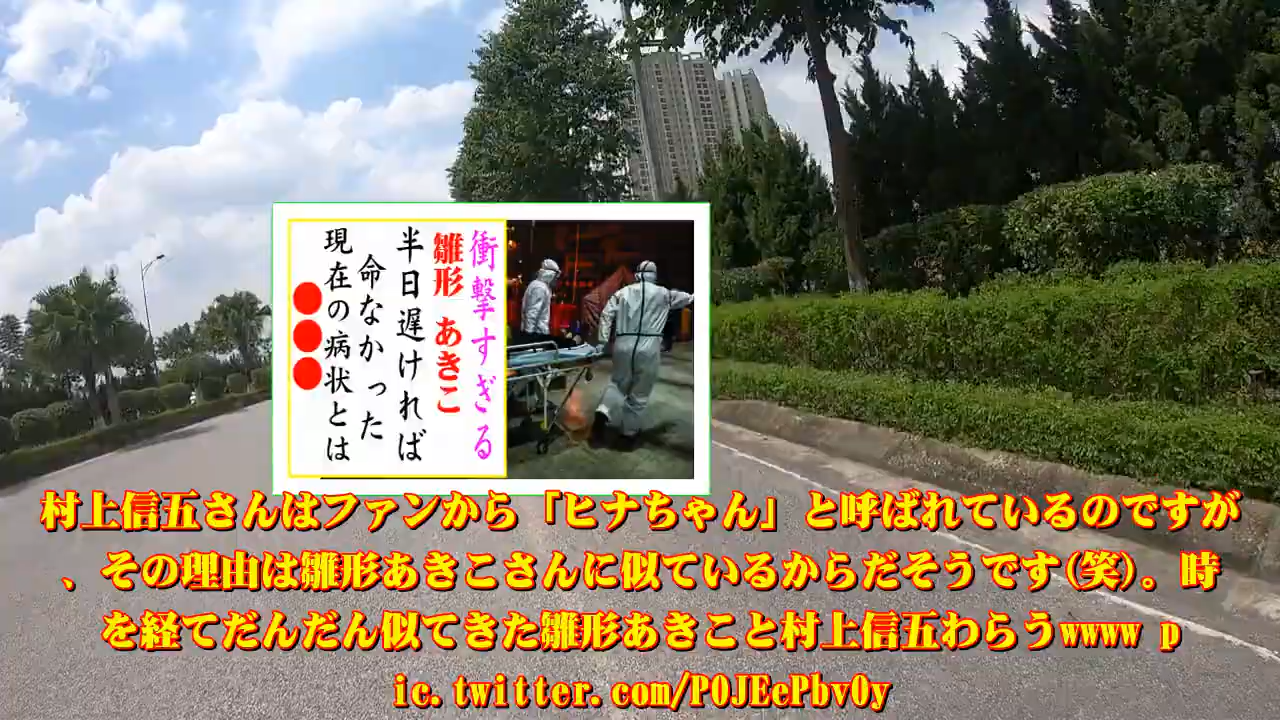 衝撃すぎる
雛形 あきこ
半日遅ければ
命なかった
現在の病状とは
●●●
村上信五さんはファンから「ヒナちゃん」と呼ばれているのですが
、その理由は雛形あきこさんに似ているからだそうです(笑)。時
を経てだんだん似てきた雛形あきこと村上信五わらうwwww p
ic.twitter.com/P0JEePbv0y